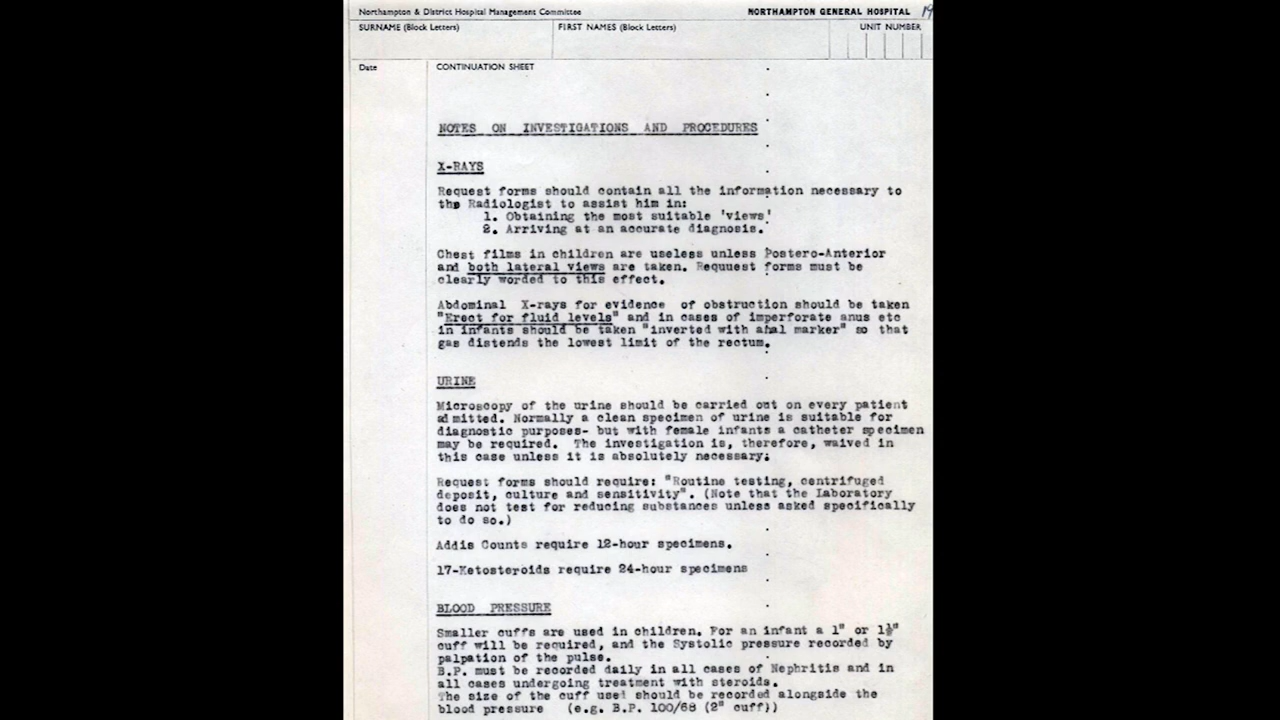 Northampton & District Hospital Management Committee NORTHAMPTON GENERAL HOSPITAL 19
SURNAME (Block Letters) FIRST NAMES (Block Letters) UNIT NUMBER
Date CONTINUATION SHEET
NOTES ON INVESTIGATIONS AND PROCEDURES
X-RAYS
Request forms should contain all the information necessary to
the Radiologist to assist him in:
1. Obtaining the most suitable 'views'
2. Arriving at an accurate diagnosis.
Chest films in children are useless unless Postero-Anterior
and both lateral views are taken. Requuest forms must be
clearly worded to this effect.
Abdominal X-rays for evidence of obstruction should be taken
"Erect for fluid levels" and in cases of imperforate anus etc
in infants should be taken "inverted with anal marker" so that
gas distends the lowest limit of the rectum.
URINE
Microscopy of the urine should be carried out on every patient
admitted. Normally a clean specimen of urine is suitable for
diagnostic purposes- but with female infants a catheter specimen
may be required. The investigation is, therefore, waived in
this case unless it is absolutely necessary;
Request forms should require: "Routine testing, centrifuged
deposit, culture and sensitivity". (Note that the Laboratory
does not test for reducing substances unless asked specifically
to do so.)
Addis Counts require 12-hour specimens.
17-Ketosteroids require 24-hour specimens
BLOOD PRESSURE
Smaller cuffs are used in children. For an infant a 1" or 1½"
cuff will be required, and the Systolic pressure recorded by
palpation of the pulse.
B.P. must be recorded daily in all cases of Nephritis and in
all cases undergoing treatment with steroids.
The size of the cuff used should be recorded alongside the
blood pressure (e.g. B.P. 100/68 (2" cuff))